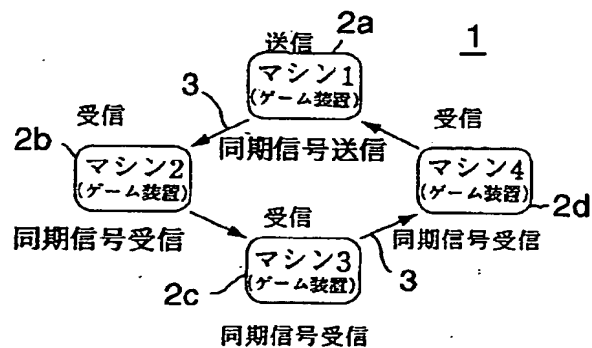 2a
1
送信
マシン1
(ゲーム装置)
3
受信
受信
2b
同期信号送信
マシン2
(ゲーム装置)
マシン4
(ゲーム装置)
2d
同期信号受信
受信
同期信号受信
マシン3
(ゲーム装置)
3
2c
同期信号受信